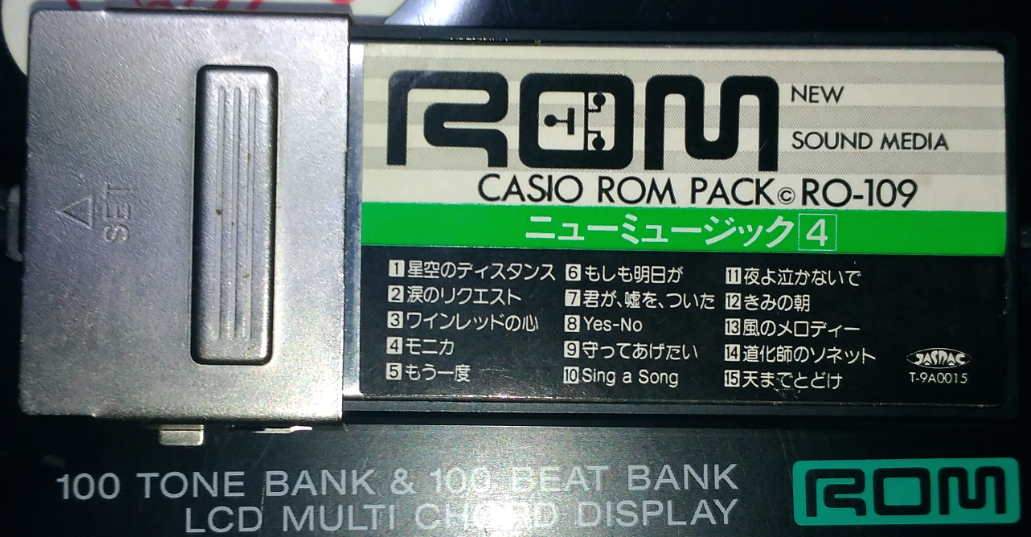 SET
ROM
NEW
SOUND MEDIA
CASIO ROM PACK © RO-109
ニューミュージック 4
1 星空のディスタンス
2 涙のリクエスト
3 ワインレッドの心
4 モニカ
5 もう一度
6 もしも明日が
7 君が、嘘を、ついた
8 Yes-No
9 守ってあげたい
10 Sing a Song
11 夜よ泣かないで
12 きみの朝
13 風のメロディー
14 道化師のソネット
15 天までとどけ
JASRAC
T-9A0015
100 TONE BANK & 100 BEAT BANK
LCD MULTI CHORD DISPLAY
ROM